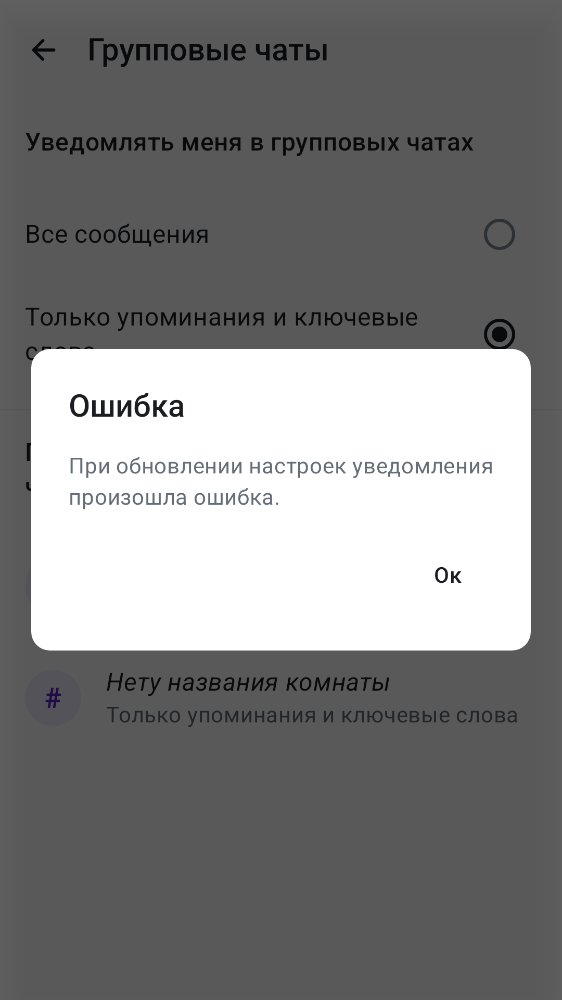 Групповые чаты
Уведомлять меня в групповых чатах
Все сообщения
Только упоминания и ключевые
Ошибка
При обновлении настроек уведомления
произошла ошибка.
Ок
#
Нету названия комнаты
Только упоминания и ключевые слова